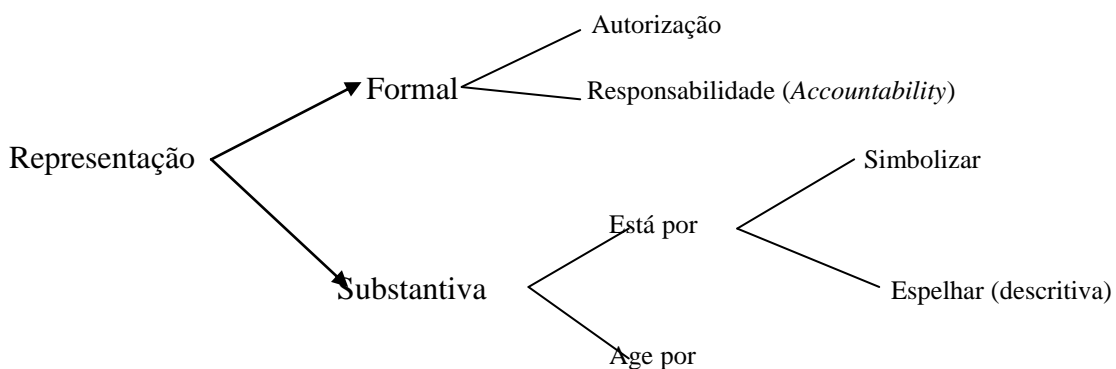 Autorização
Formal
Responsabilidade (Accountability)
Representação
Simbolizar
Está por
Substantiva
Espelhar (descritiva)
Age por